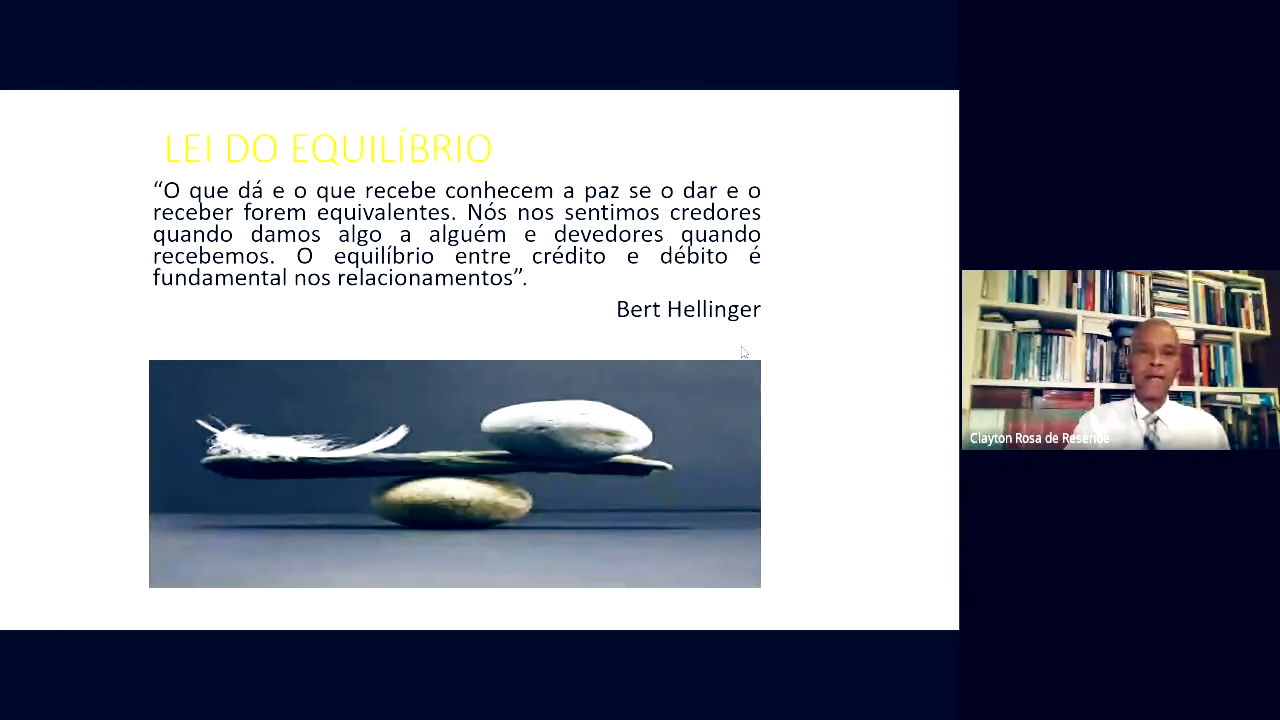 LEI DO EQUILÍBRIO
“O que dá e o que recebe conhecem a paz se o dar e o
receber forem equivalentes. Nós nos sentimos credores
quando damos algo a alguém e devedores quando
recebemos. O equilíbrio entre crédito e débito é
fundamental nos relacionamentos”.
Bert Hellinger
Clayton Rosa de Resende